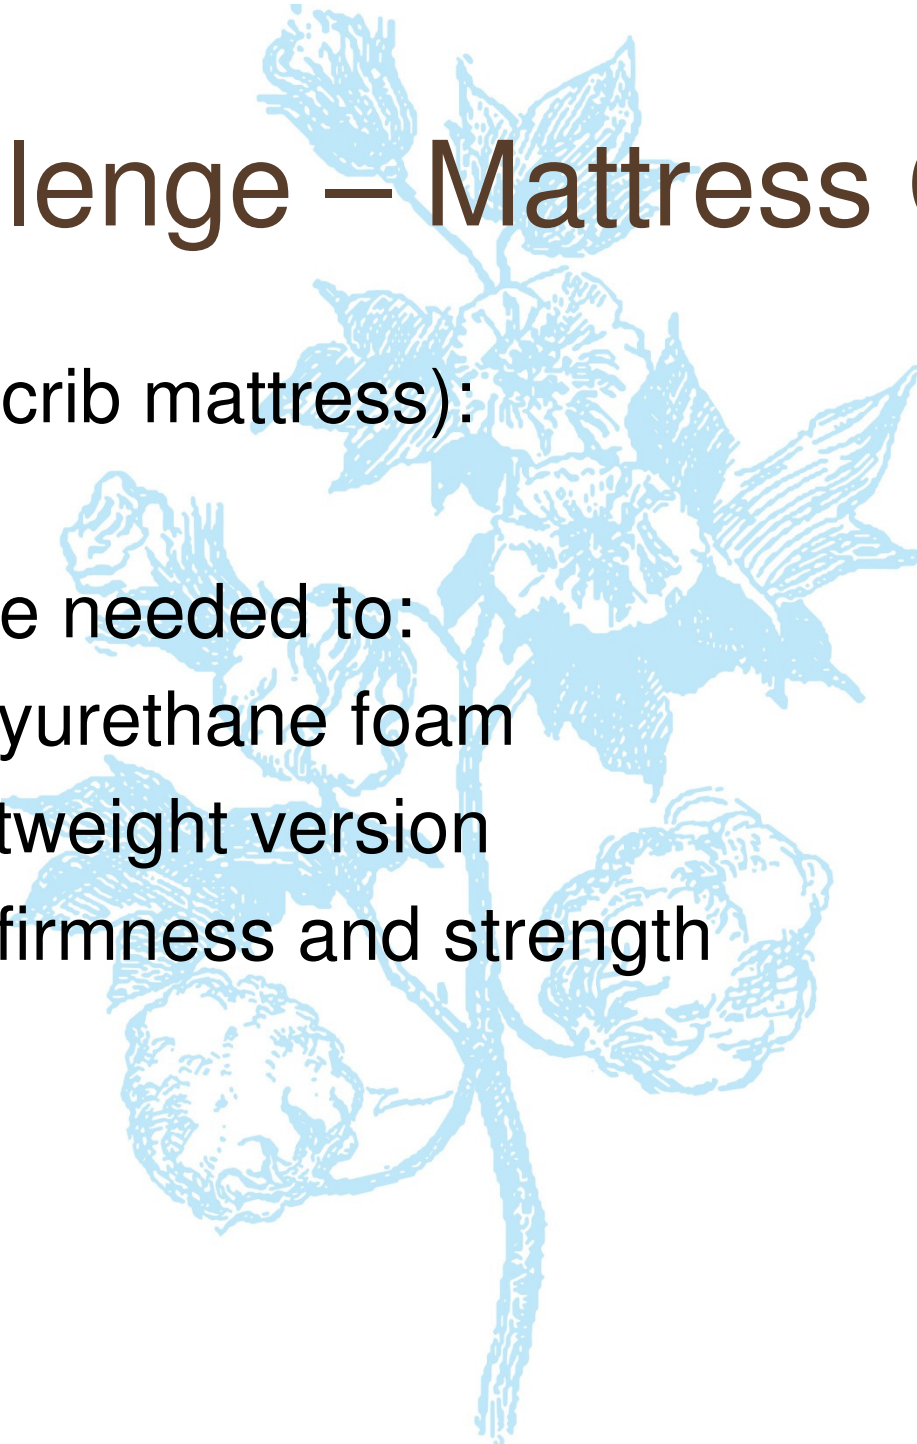 lenge – Mattress
crib mattress):
e needed to:
yurethane foam
tweight version
firmness and strength